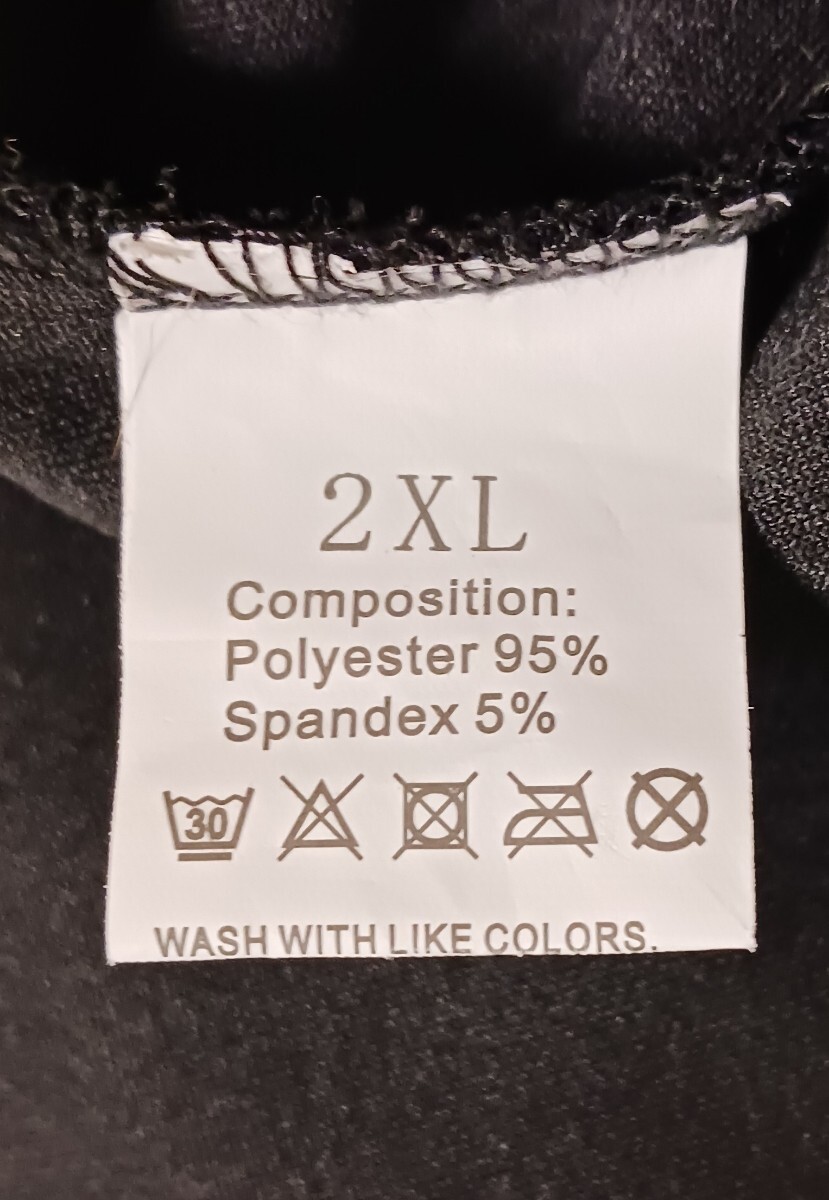 2XL
Composition:
Polyester 95%
Spandex 5%
30
WASH WITH LIKE COLORS.